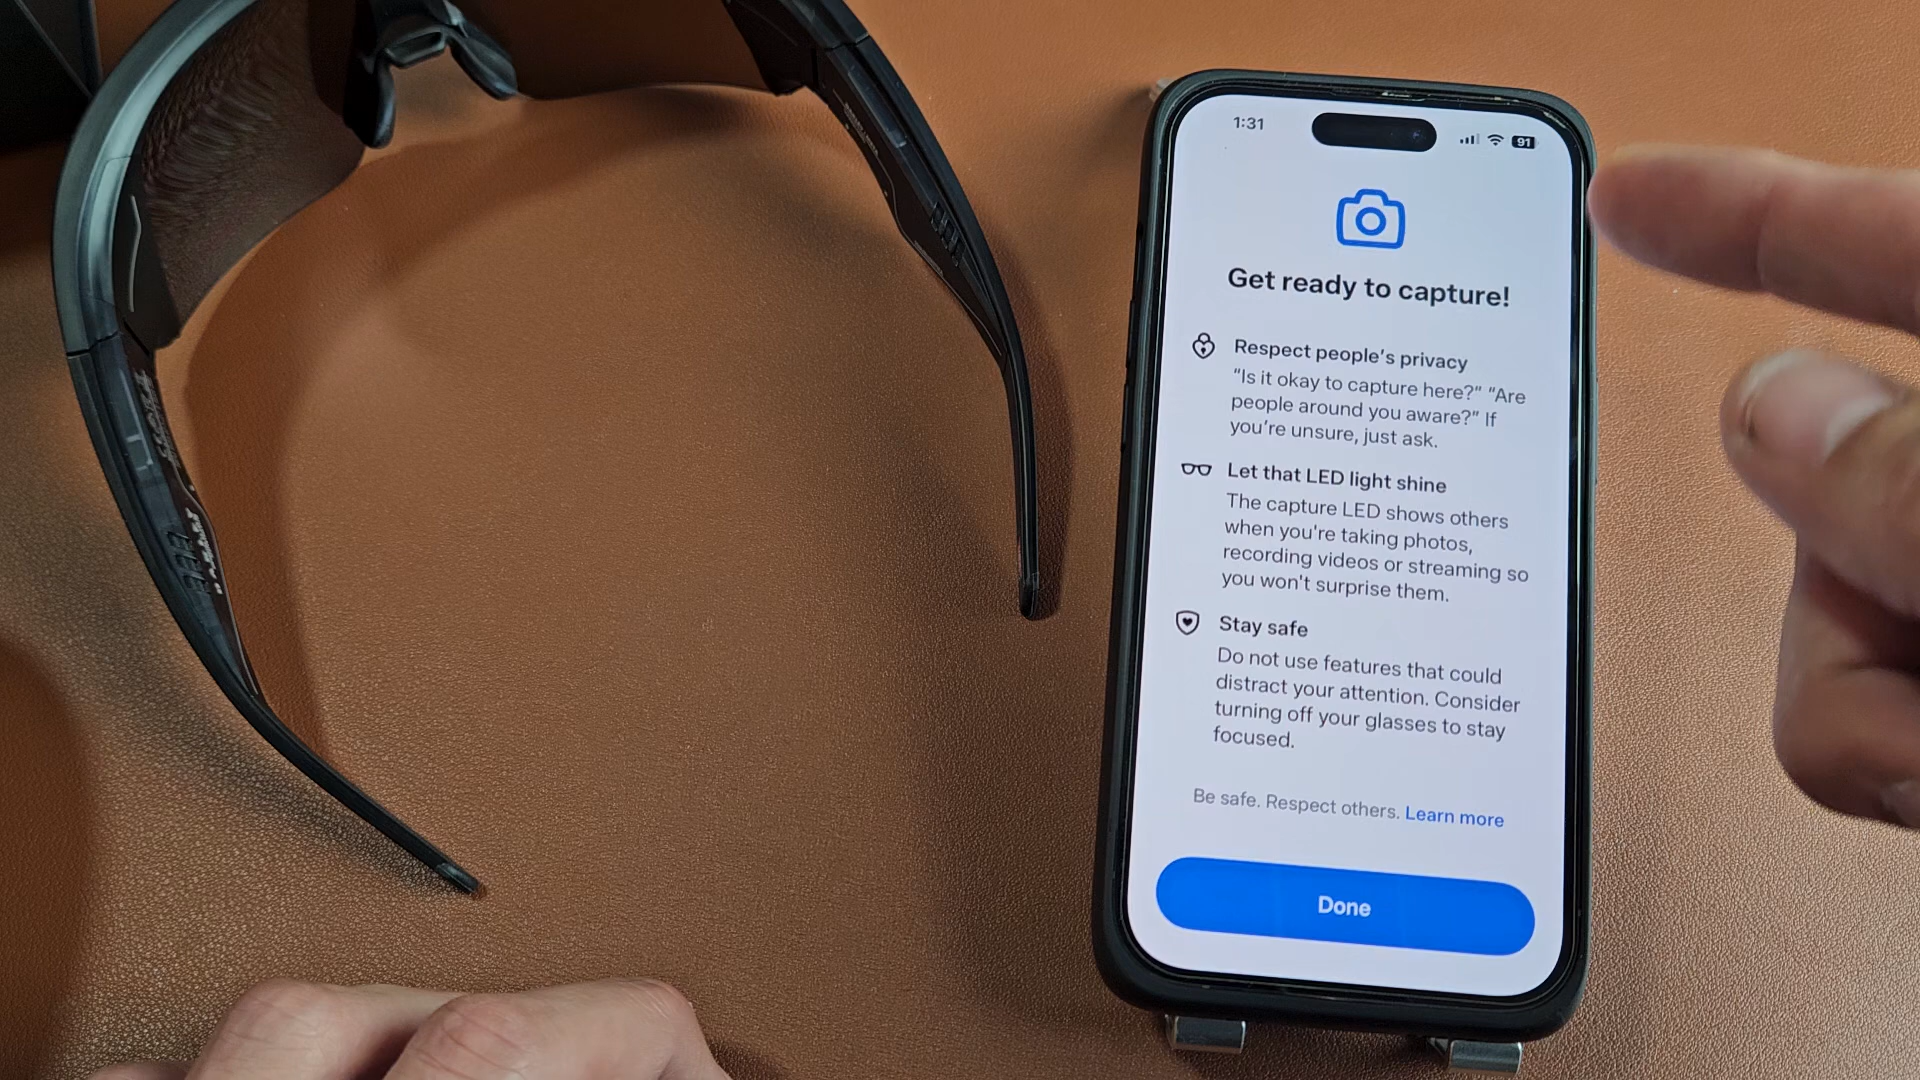 1:31
91
Get ready to capture!
Respect people's privacy
“Is it okay to capture here?” “Are
people around you aware?” If
you're unsure, just ask.
Let that LED light shine
The capture LED shows others
when you're taking photos,
recording videos or streaming so
you won't surprise them.
Stay safe
Do not use features that could
distract your attention. Consider
turning off your glasses to stay
focused.
Be safe. Respect others. Learn more
Done